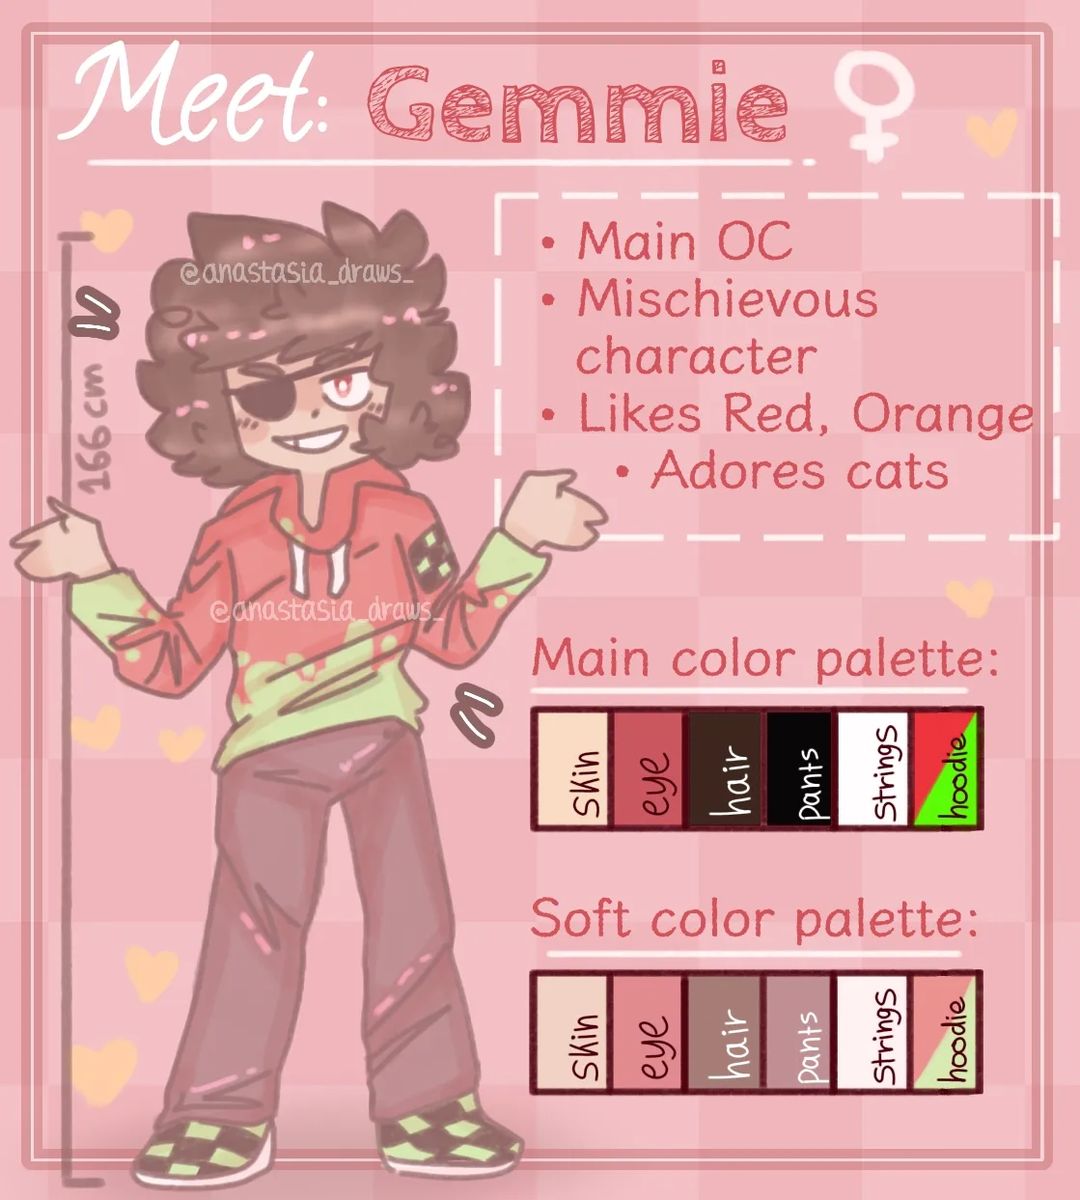 Meet: Gemmie
@anastasia_draws_
166 cm
• Main OC
• Mischievous
character
• Likes Red, Orange
• Adores cats
@anastasia_draws_
Main color palette:
skin eye hair pants strings hoodie
Soft color palette:
skin eye hair pants strings hoodie